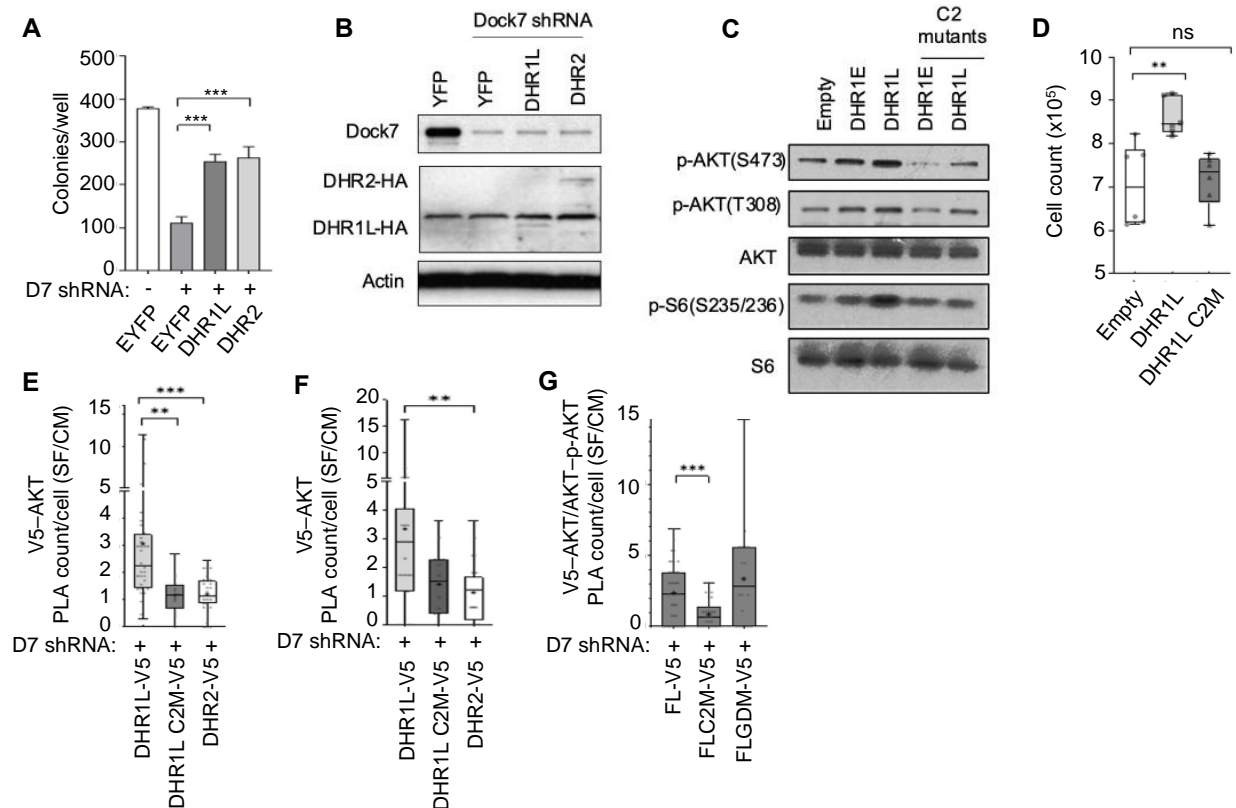 A
Colonies/well
500
400
300
200
100
0
***
***
D7 shRNA: - + + +
EYFP
EYFP
DHR1L
DHR2
B
Dock7 shRNA
YFP
YFP
DHR1L
DHR2
Dock7
DHR2-HA
DHR1L-HA
Actin
C
C2
mutants
Empty
DHR1E
DHR1L
DHR1E
DHR1L
p-AKT(S473)
p-AKT(T308)
AKT
p-S6(S235/236)
S6
D
ns
**
Cell count (x10⁵)
10
9
8
7
6
5
Empty
DHR1L
DHR1L C2M
E
***
**
V5–AKT
PLA count/cell (SF/CM)
15
10
5
4
3
2
1
0
D7 shRNA: + + +
DHR1L-V5
DHR1L C2M-V5
DHR2-V5
F
**
V5–AKT
PLA count/cell (SF/CM)
20
15
10
5
4
3
2
1
0
D7 shRNA: + + +
DHR1L-V5
DHR1L C2M-V5
DHR2-V5
G
***
V5–AKT/AKT–p-AKT
PLA count/cell (SF/CM)
15
10
5
0
D7 shRNA: + + +
FL-V5
FLC2M-V5
FLGDM-V5